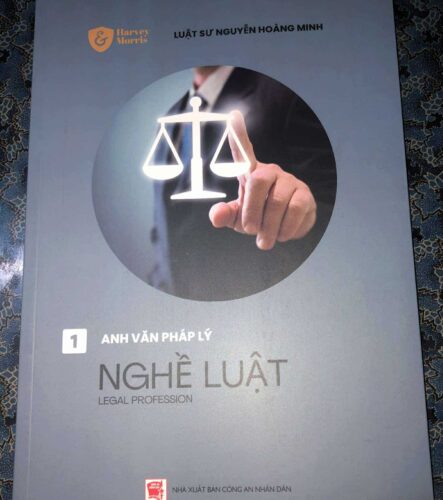 Harvey
& Morris
LUẬT SƯ NGUYỄN HOÀNG MINH
1
ANH VĂN PHÁP LÝ
NGHỀ LUẬT
LEGAL PROFESSION
NHÀ XUẤT BẢN CÔNG AN NHÂN DÂN